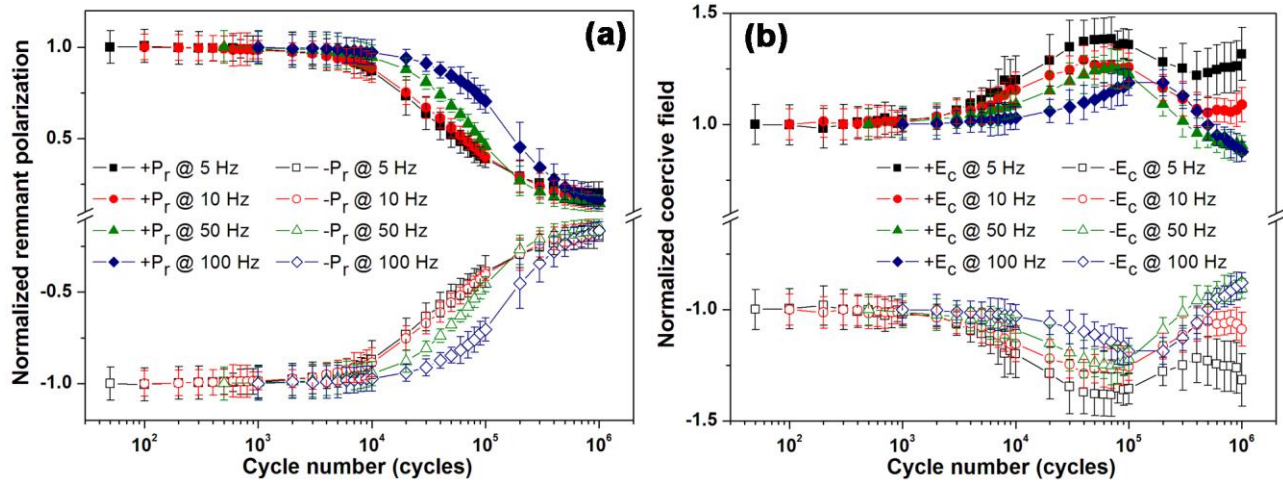 (a)
Normalized remnant polarization
1.0
0.5
-0.5
-1.0
+Pr @ 5 Hz
-Pr @ 5 Hz
+Pr @ 10 Hz
-Pr @ 10 Hz
+Pr @ 50 Hz
-Pr @ 50 Hz
+Pr @ 100 Hz
-Pr @ 100 Hz
10² 10³ 10⁴ 10⁵ 10⁶
Cycle number (cycles)
(b)
Normalized coercive field
1.5
1.0
-1.0
-1.5
+Ec @ 5 Hz
-Ec @ 5 Hz
+Ec @ 10 Hz
-Ec @ 10 Hz
+Ec @ 50 Hz
-Ec @ 50 Hz
+Ec @ 100 Hz
-Ec @ 100 Hz
10² 10³ 10⁴ 10⁵ 10⁶
Cycle number (cycles)